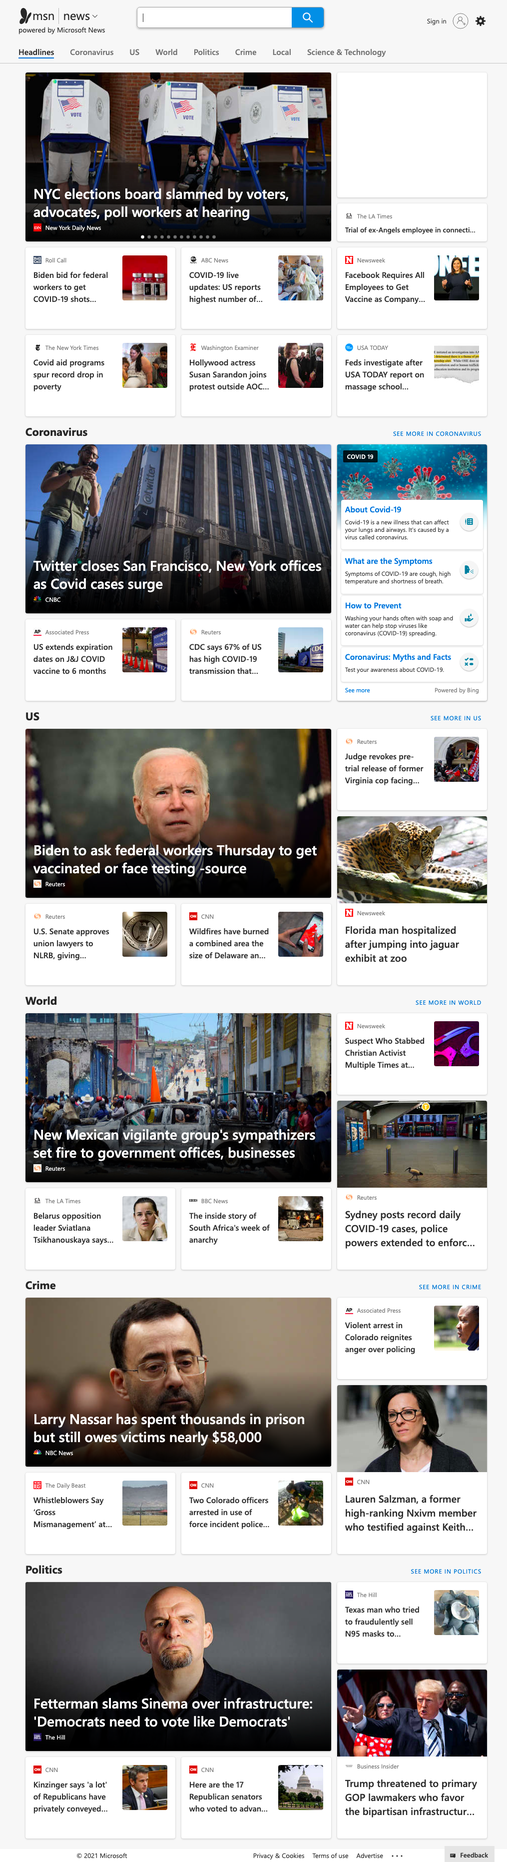 msn news
powered by Microsoft News
Sign in
Headlines Coronavirus US World Politics Crime Local Science & Technology
VOTE VOTE VOTE
NYC elections board slammed by voters,
advocates, poll workers at hearing
New York Daily News
The LA Times
Trial of ex-Angels employee in connecti...
Roll Call
Biden bid for federal
workers to get
COVID-19 shots...
ABC News
COVID-19 live
updates: US reports
highest number of...
Newsweek
Facebook Requires All
Employees to Get
Vaccine as Company...
The New York Times
Covid aid programs
spur record drop in
poverty
Washington Examiner
Hollywood actress
Susan Sarandon joins
protest outside AOC...
USA TODAY
Feds investigate after
USA TODAY report on
massage school...
Coronavirus
SEE MORE IN CORONAVIRUS
Twitter closes San Francisco, New York offices
as Covid cases surge
CNBC
COVID 19
About Covid-19
Covid-19 is a new illness that can affect
your lungs and airways. It's caused by a
virus called coronavirus.
What are the Symptoms
Symptoms of COVID-19 are cough, high
temperature and shortness of breath.
How to Prevent
Washing your hands often with soap and
water can help stop viruses like
coronavirus (COVID-19) spreading.
Coronavirus: Myths and Facts
Test your awareness about COVID-19.
See more
Powered by Bing
AP Associated Press
US extends expiration
dates on J&J COVID
vaccine to 6 months
Reuters
CDC says 67% of US
has high COVID-19
transmission that...
US
SEE MORE IN US
Biden to ask federal workers Thursday to get
vaccinated or face testing -source
Reuters
Reuters
Judge revokes pre-
trial release of former
Virginia cop facing...
Newsweek
Florida man hospitalized
after jumping into jaguar
exhibit at zoo
Reuters
U.S. Senate approves
union lawyers to
NLRB, giving...
CNN
Wildfires have burned
a combined area the
size of Delaware an...
World
SEE MORE IN WORLD
New Mexican vigilante group's sympathizers
set fire to government offices, businesses
Reuters
Newsweek
Suspect Who Stabbed
Christian Activist
Multiple Times at...
Reuters
Sydney posts record daily
COVID-19 cases, police
powers extended to enforc...
The LA Times
Belarus opposition
leader Sviatlana
Tsikhanouskaya says...
BBC News
The inside story of
South Africa's week of
anarchy
Crime
SEE MORE IN CRIME
Larry Nassar has spent thousands in prison
but still owes victims nearly $58,000
NBC News
AP Associated Press
Violent arrest in
Colorado reignites
anger over policing
CNN
Lauren Salzman, a former
high-ranking Nxivm member
who testified against Keith...
The Daily Beast
Whistleblowers Say
'Gross
Mismanagement' at...
CNN
Two Colorado officers
arrested in use of
force incident police...
Politics
SEE MORE IN POLITICS
Fetterman slams Sinema over infrastructure:
'Democrats need to vote like Democrats'
The Hill
The Hill
Texas man who tried
to fraudulently sell
N95 masks to...
Business Insider
Trump threatened to primary
GOP lawmakers who favor
the bipartisan infrastructur...
CNN
Kinzinger says 'a lot'
of Republicans have
privately conveyed...
CNN
Here are the 17
Republican senators
who voted to advan...
© 2021 Microsoft
Privacy & Cookies Terms of use Advertise ...
Feedback